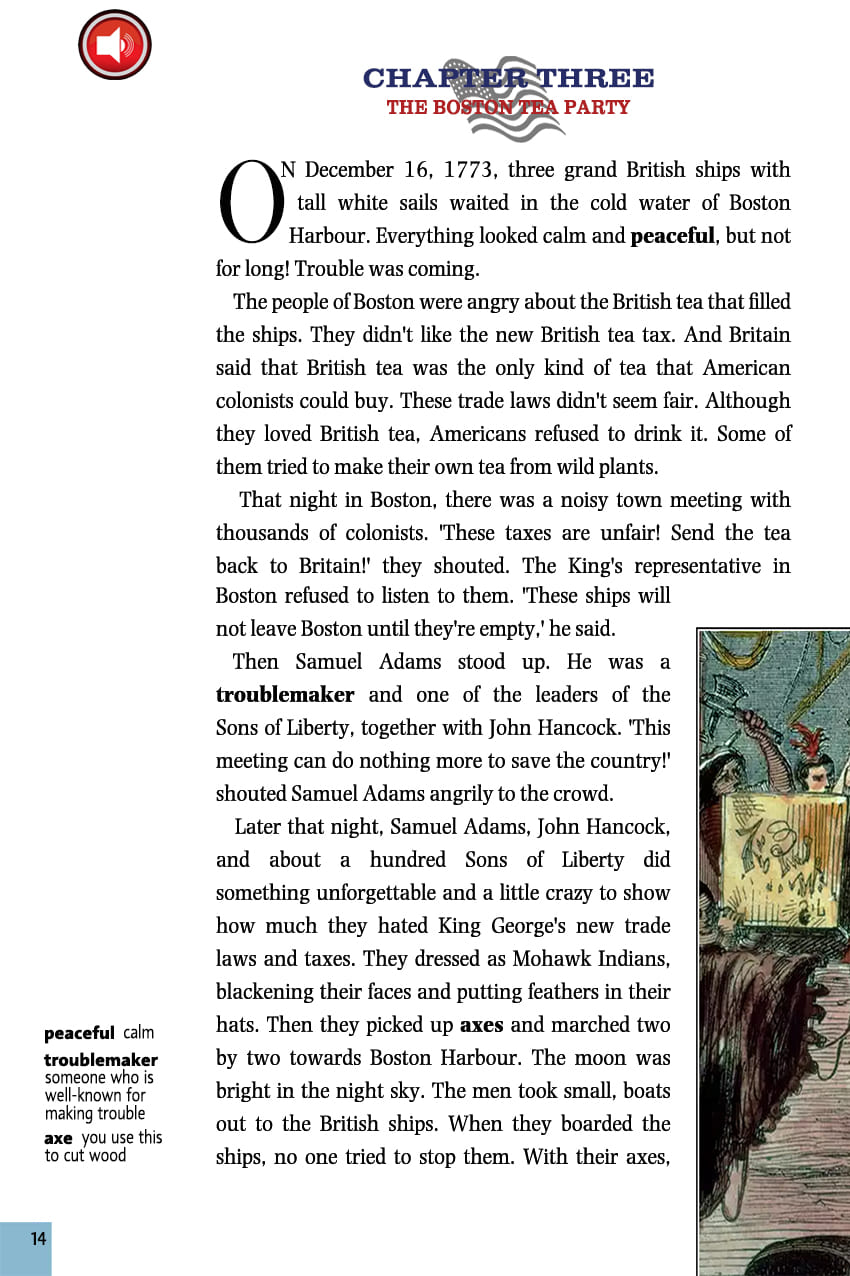 CHAPTER THREE
THE BOSTON TEA PARTY
ON December 16, 1773, three grand British ships with
tall white sails waited in the cold water of Boston
Harbour. Everything looked calm and peaceful, but not
for long! Trouble was coming.
The people of Boston were angry about the British tea that filled
the ships. They didn't like the new British tea tax. And Britain
said that British tea was the only kind of tea that American
colonists could buy. These trade laws didn't seem fair. Although
they loved British tea, Americans refused to drink it. Some of
them tried to make their own tea from wild plants.
That night in Boston, there was a noisy town meeting with
thousands of colonists. 'These taxes are unfair! Send the tea
back to Britain!' they shouted. The King's representative in
Boston refused to listen to them. 'These ships will
not leave Boston until they're empty,' he said.
Then Samuel Adams stood up. He was a
troublemaker and one of the leaders of the
Sons of Liberty, together with John Hancock. 'This
meeting can do nothing more to save the country!'
shouted Samuel Adams angrily to the crowd.
Later that night, Samuel Adams, John Hancock,
and about a hundred Sons of Liberty did
something unforgettable and a little crazy to show
how much they hated King George's new trade
laws and taxes. They dressed as Mohawk Indians,
blackening their faces and putting feathers in their
hats. Then they picked up axes and marched two
by two towards Boston Harbour. The moon was
bright in the night sky. The men took small, boats
out to the British ships. When they boarded the
ships, no one tried to stop them. With their axes,
peaceful calm
troublemaker
someone who is
well-known for
making trouble
axe you use this
to cut wood
14